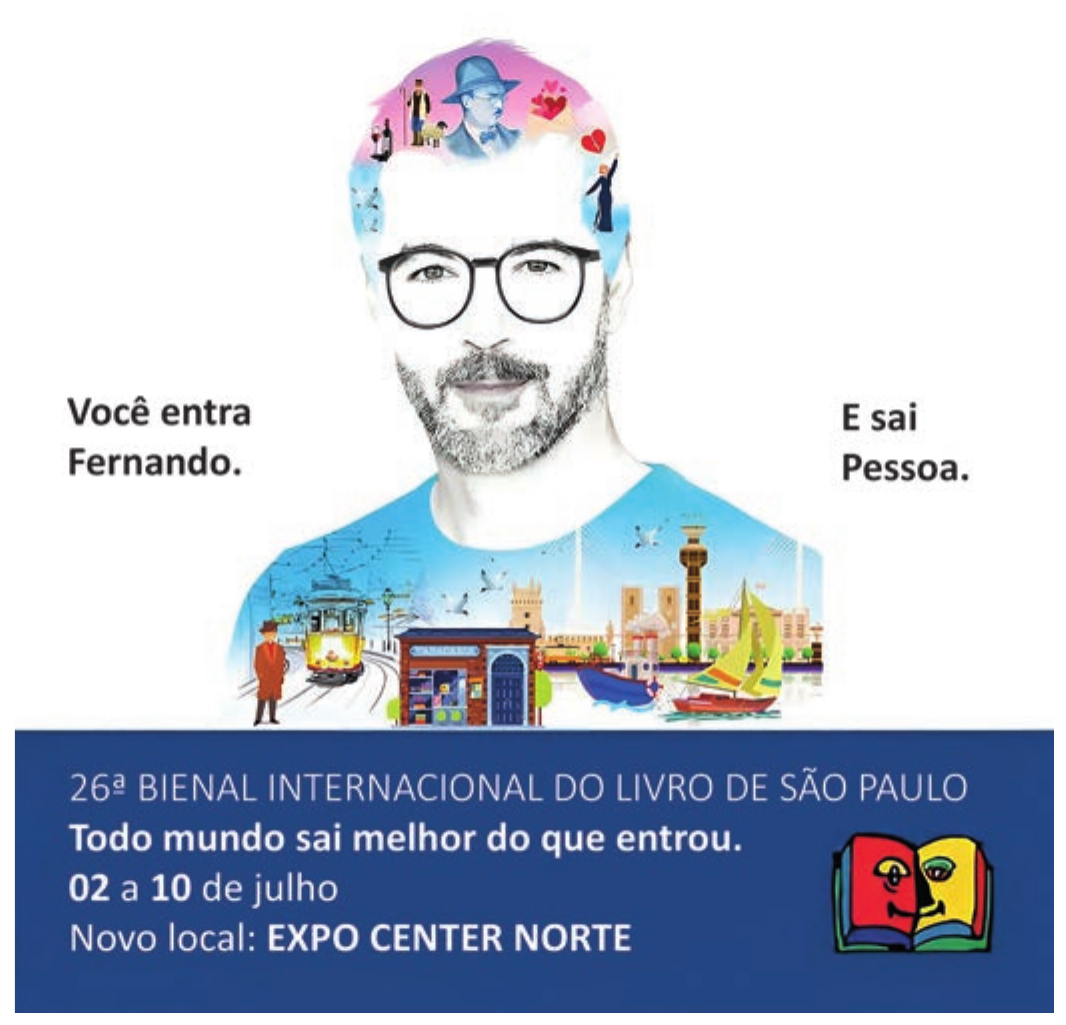 Você entra
Fernando.
E sai
Pessoa.
26ª BIENAL INTERNACIONAL DO LIVRO DE SÃO PAULO
Todo mundo sai melhor do que entrou.
02 a 10 de julho
Novo local: EXPO CENTER NORTE